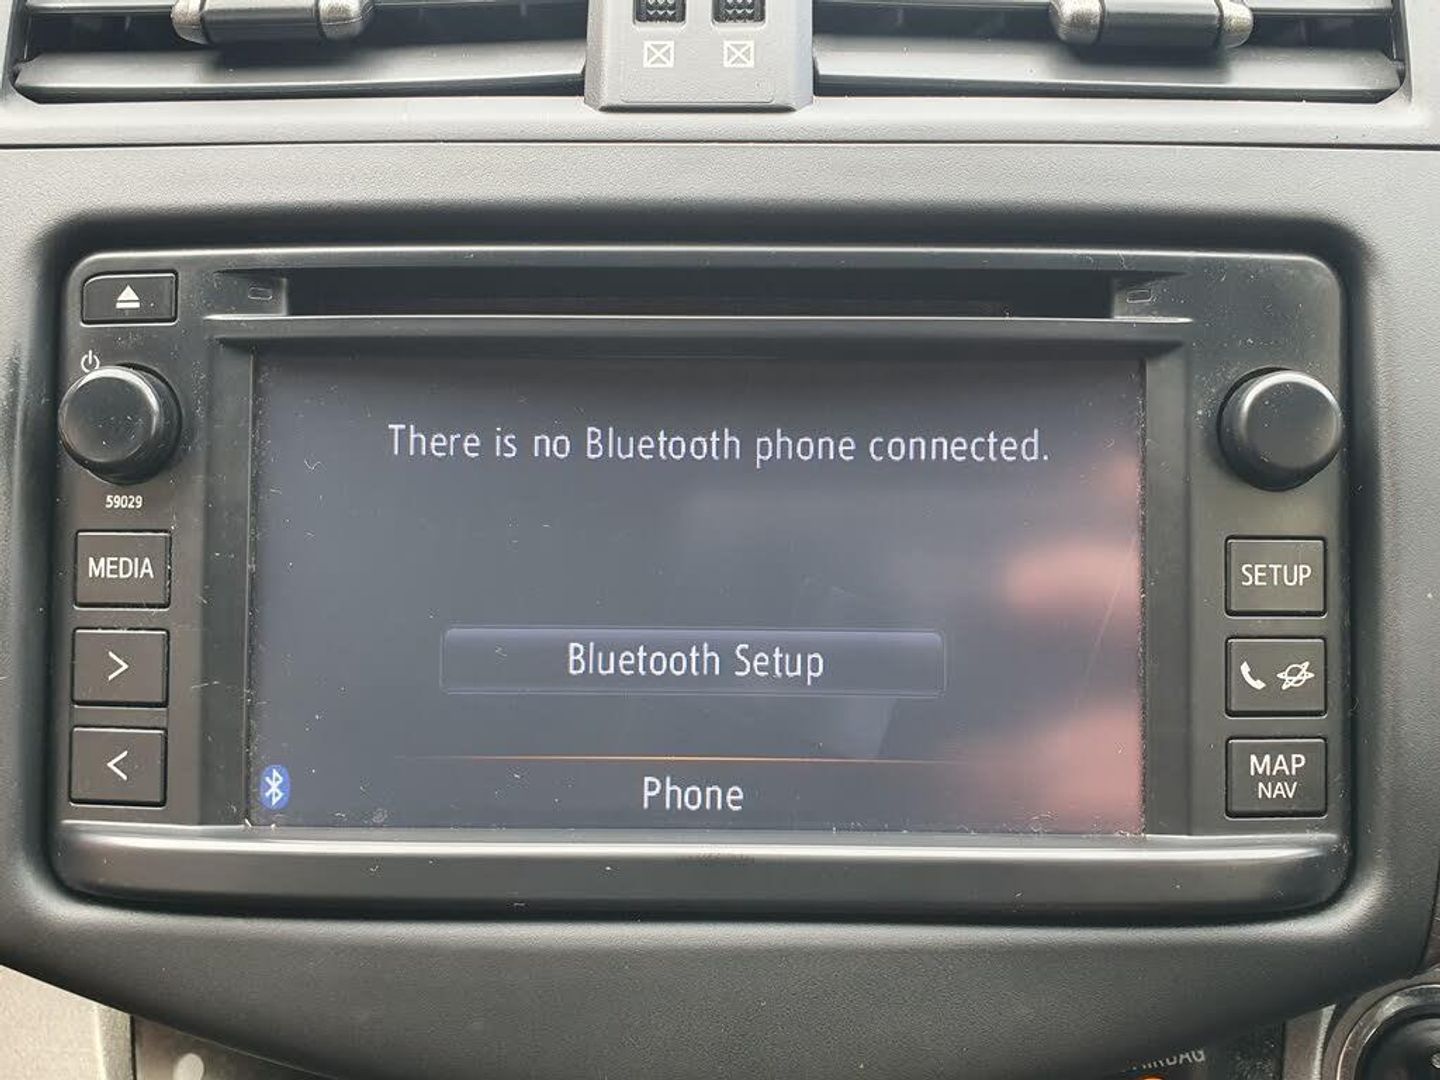 There is no Bluetooth phone connected.
59029
MEDIA
SETUP
Bluetooth Setup
>
<
MAP
NAV
Phone